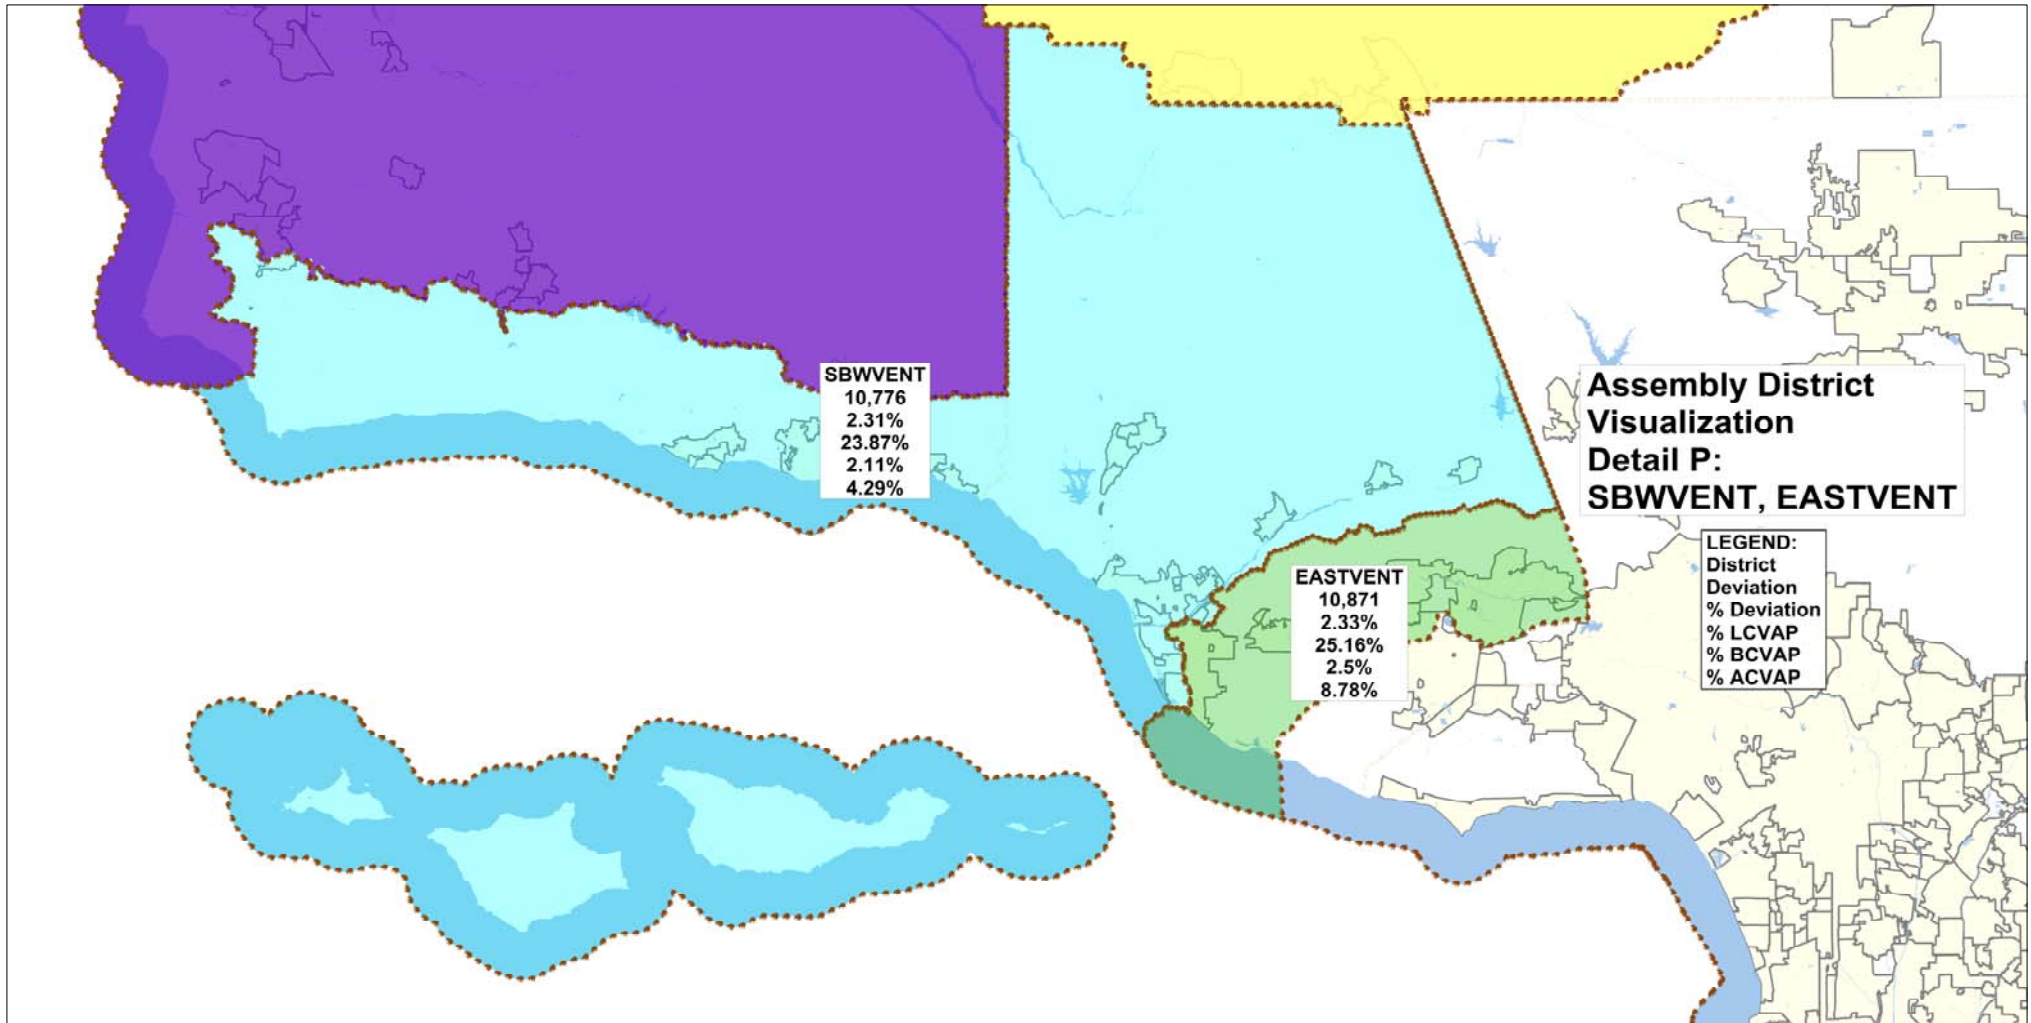 SBWVENT
10,776
2.31%
23.87%
2.11%
4.29%
Assembly District
Visualization
Detail P:
SBWVENT, EASTVENT
LEGEND:
District
Deviation
% Deviation
% LCVAP
% BCVAP
% ACVAP
EASTVENT
10,871
2.33%
25.16%
2.5%
8.78%